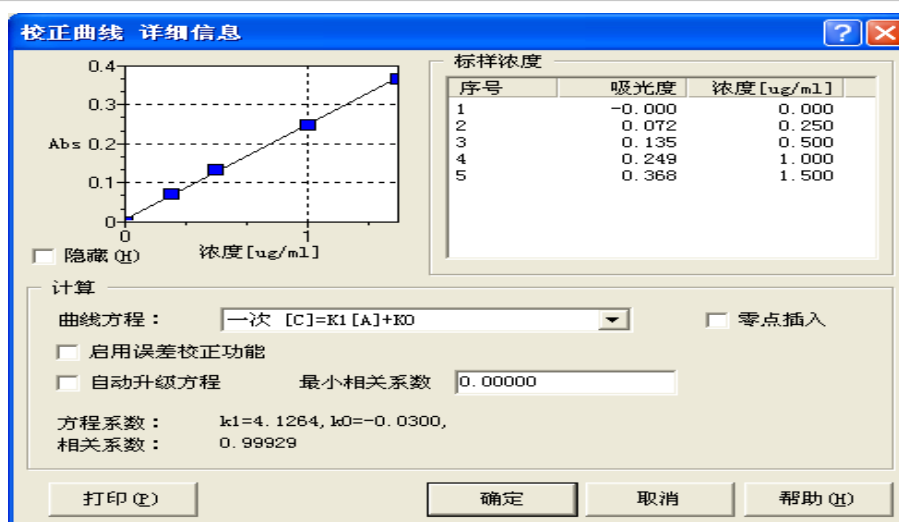 校正曲线 详细信息
0.4
0.3
Abs 0.2
0.1
0
0 1
浓度[ug/ml]
隐藏(H)
标样浓度
序号 吸光度 浓度[ug/ml]
1 -0.000 0.000
2 0.072 0.250
3 0.135 0.500
4 0.249 1.000
5 0.368 1.500
计算
曲线方程： 一次 [C]=K1[A]+K0 零点插入
启用误差校正功能
自动升级方程 最小相关系数 0.00000
方程系数： k1=4.1264,k0=-0.0300,
相关系数： 0.99929
打印(P) 确定 取消 帮助(H)